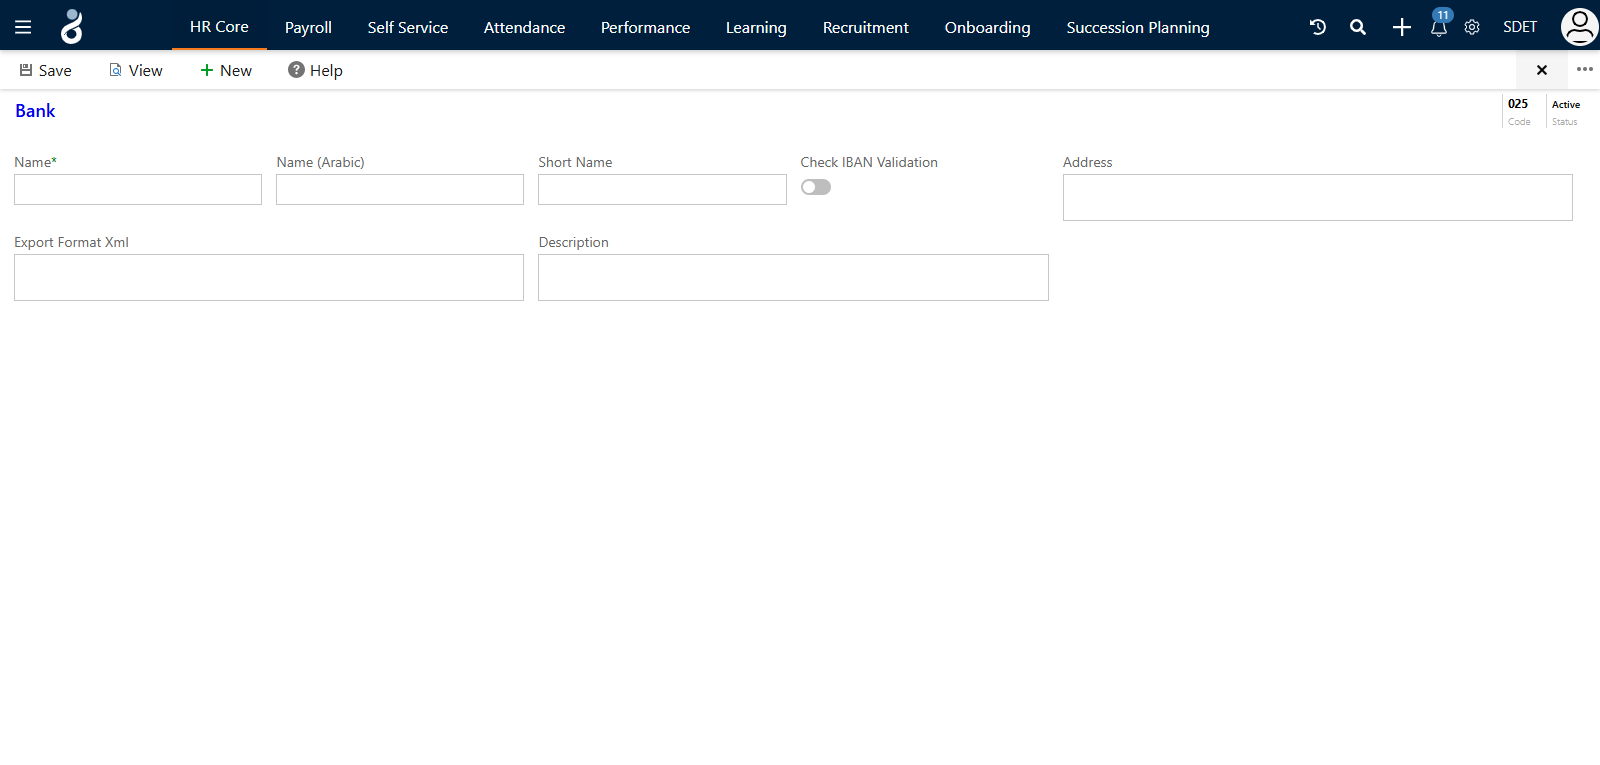 HR Core Payroll Self Service Attendance Performance Learning Recruitment Onboarding Succession Planning 11 SDET
Save View New Help
Bank
025 Active
Code Status
Name* Name (Arabic) Short Name Check IBAN Validation Address
Export Format Xml Description